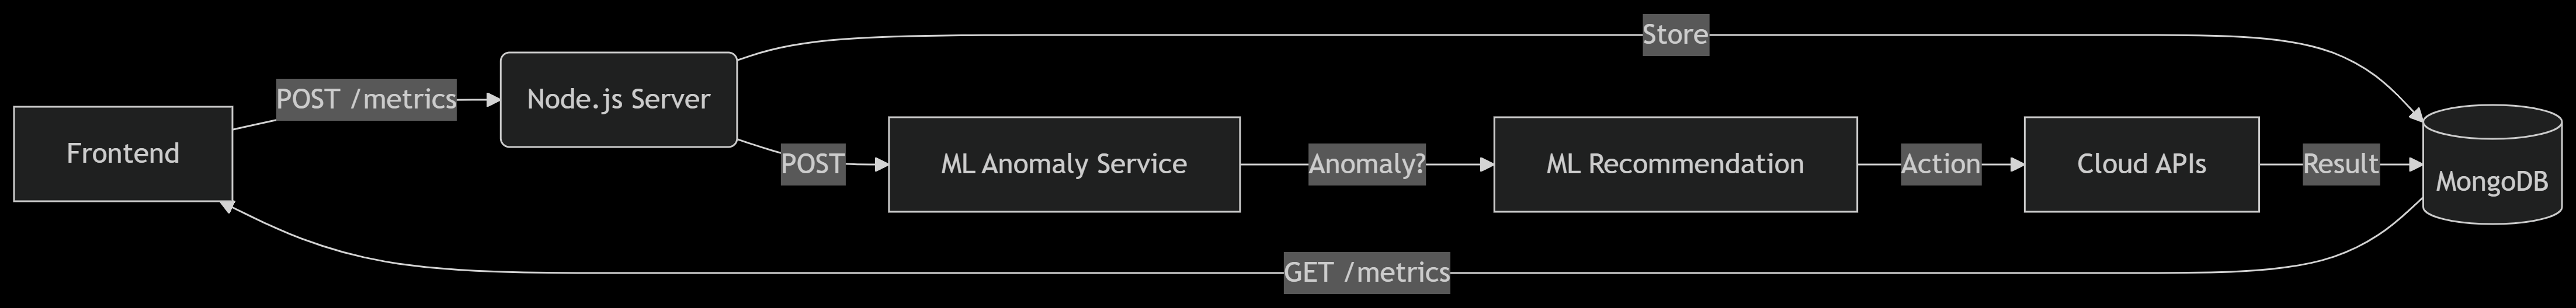 Store
POST /metrics
Node.js Server
Frontend
POST
ML Anomaly Service
Anomaly?
ML Recommendation
Action
Cloud APIs
Result
MongoDB
GET /metrics